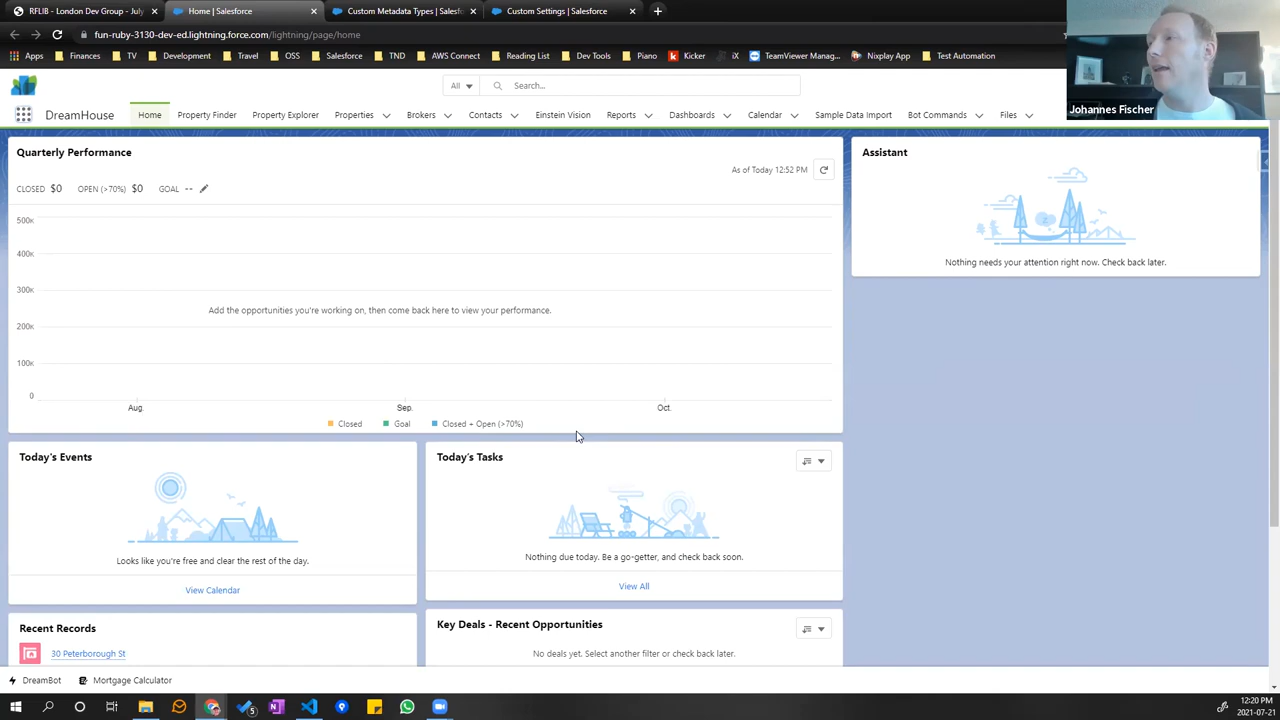 RFLIB - London Dev Group - July
Home | Salesforce
Custom Metadata Types | Salesf
Custom Settings | Salesforce
fun-ruby-3130-dev-ed.lightning.force.com/lightning/page/home
Apps Finances TV Development Travel OSS Salesforce TND AWS Connect Reading List Dev Tools Piano Kicker iX TeamViewer Manag... Nixplay App Test Automation
Johannes Fischer
All Search...
DreamHouse Home Property Finder Property Explorer Properties Brokers Contacts Einstein Vision Reports Dashboards Calendar Sample Data Import Bot Commands Files
Quarterly Performance
As of Today 12:52 PM
CLOSED $0 OPEN (>70%) $0 GOAL --
500K
400K
300K
200K
100K
0
Add the opportunities you're working on, then come back here to view your performance.
Aug. Sep. Oct.
Closed Goal Closed + Open (>70%)
Assistant
Nothing needs your attention right now. Check back later.
Today's Events
Looks like you're free and clear the rest of the day.
View Calendar
Today's Tasks
Nothing due today. Be a go-getter, and check back soon.
View All
Recent Records
30 Peterborough St
Key Deals - Recent Opportunities
No deals yet. Select another filter or check back later.
DreamBot Mortgage Calculator
12:20 PM
2021-07-21